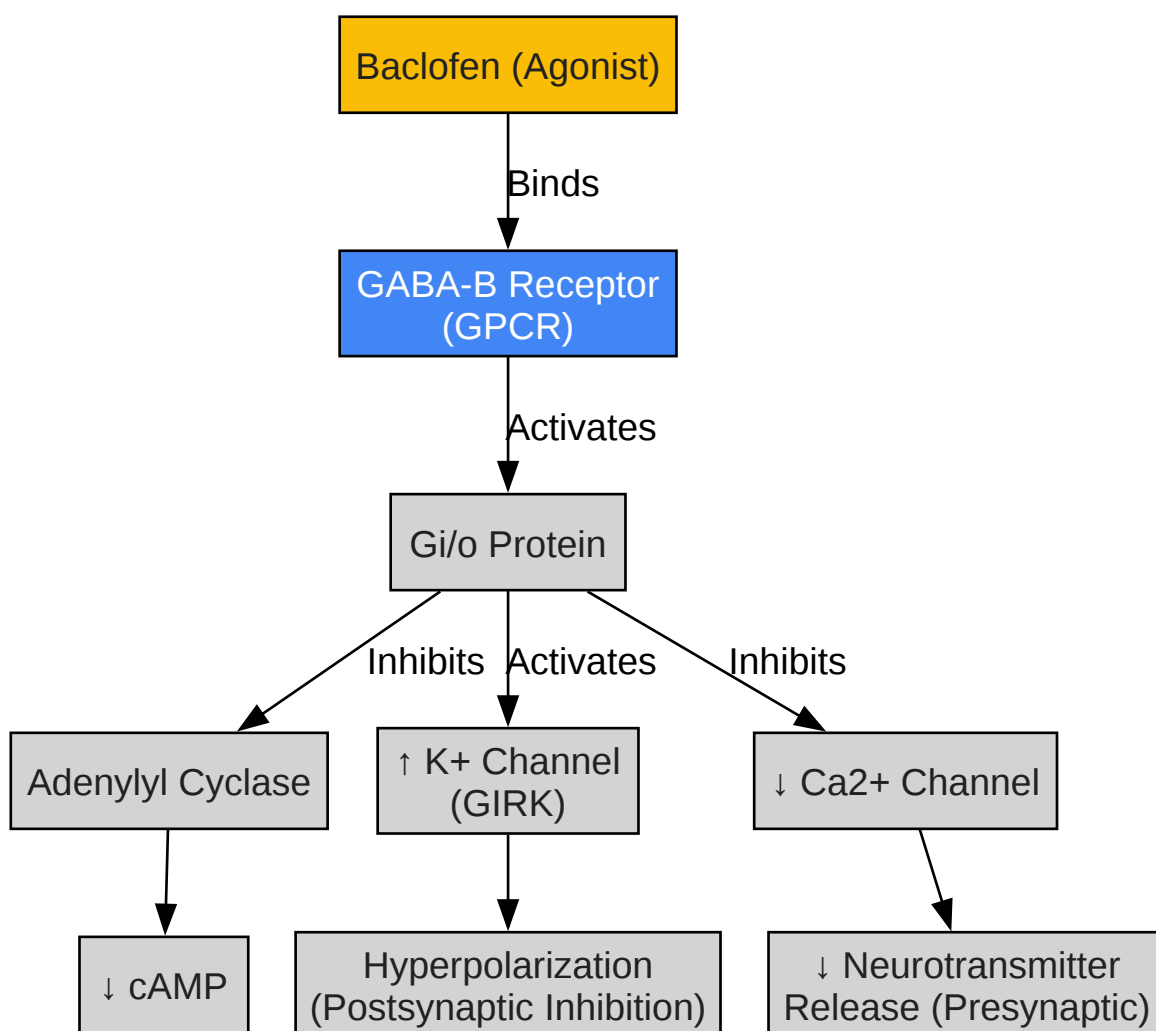 Baclofen (Agonist)
Binds
GABA-B Receptor
(GPCR)
Activates
Gi/o Protein
Inhibits
Activates
Inhibits
Adenylyl Cyclase
↑ K+ Channel
(GIRK)
↓ Ca2+ Channel
↓ cAMP
Hyperpolarization
(Postsynaptic Inhibition)
↓ Neurotransmitter
Release (Presynaptic)